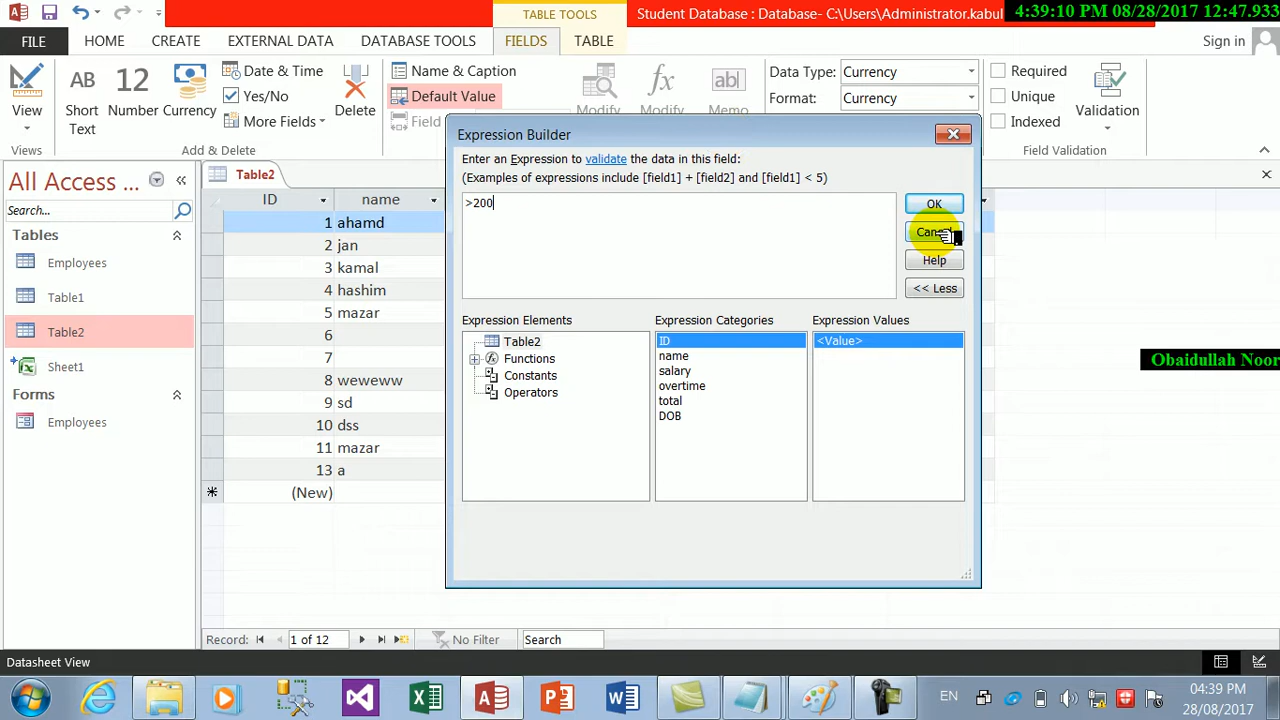 TABLE TOOLS
Student Database : Database- C:\Users\Administrator.kabul
4:39:10 PM 08/28/2017 12:47.933
FILE HOME CREATE EXTERNAL DATA DATABASE TOOLS FIELDS TABLE Sign in
View
Views
AB Short Text
12 Number
Currency
Date & Time
Yes/No
More Fields
Delete
Add & Delete
Name & Caption
Default Value
Field
Modify
fx Modify
ab Memo
Data Type: Currency
Format: Currency
Required
Unique
Indexed
Validation
Field Validation
All Access ...
Search...
Tables
Employees
Table1
Table2
Sheet1
Forms
Employees
Table2
ID name
1 ahamd
2 jan
3 kamal
4 hashim
5 mazar
6
7
8 weweww
9 sd
10 dss
11 mazar
13 a
(New)
Expression Builder
Enter an Expression to validate the data in this field:
(Examples of expressions include [field1] + [field2] and [field1] < 5)
>200
OK
Help
<< Less
Expression Elements
Table2
Functions
Constants
Operators
Expression Categories
ID
name
salary
overtime
total
DOB
Expression Values
<Value>
Obaidullah Noor
Record: 1 of 12 No Filter Search
Datasheet View
EN
04:39 PM
28/08/2017